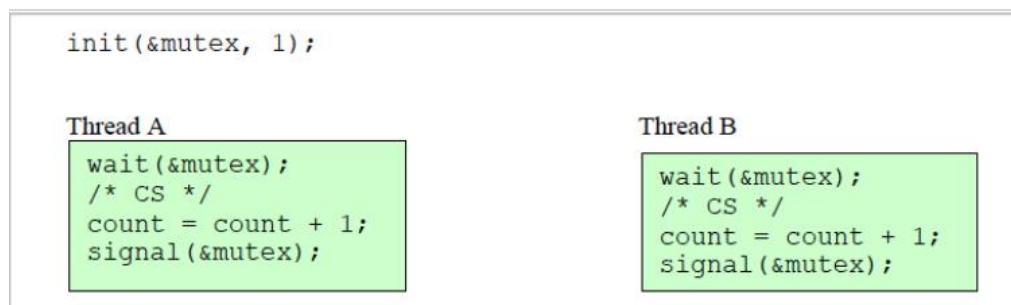 init(&mutex, 1);
Thread A
wait(&mutex);
/* CS */
count = count + 1;
signal(&mutex);
Thread B
wait(&mutex);
/* CS */
count = count + 1;
signal(&mutex);